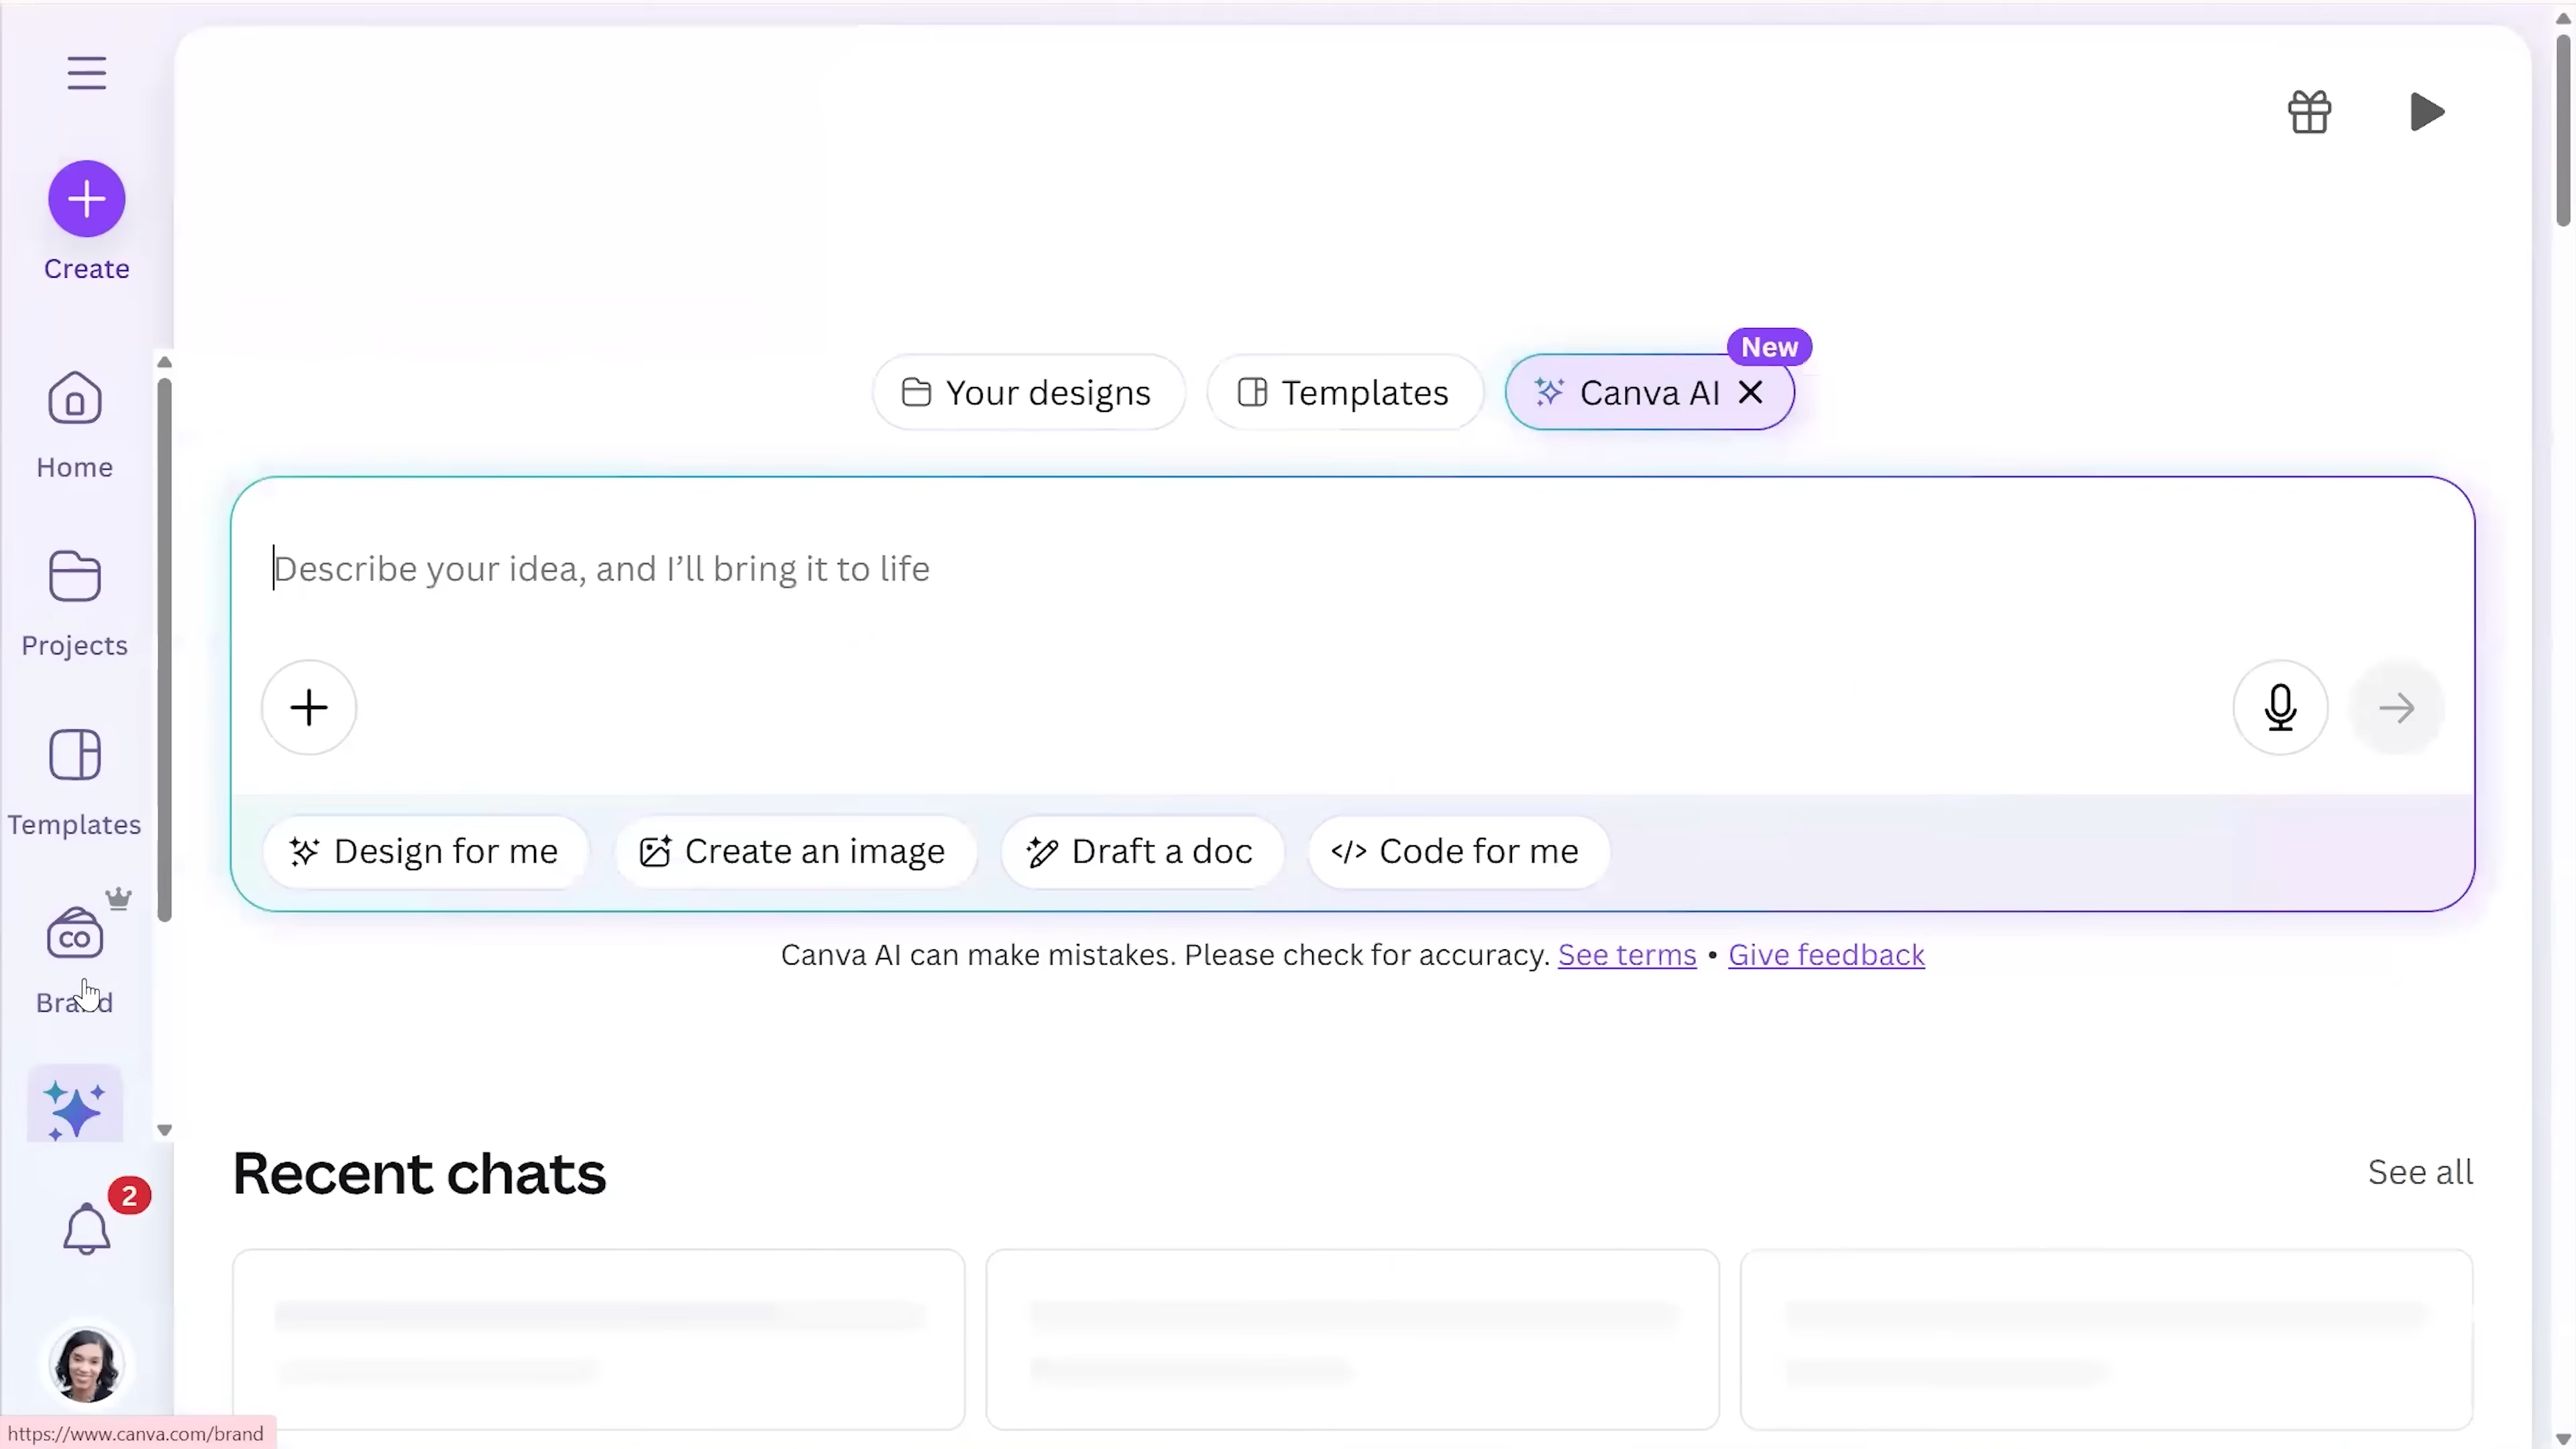 Create
Home
Projects
Templates
CO
Brand
2
Your designs
Templates
Canva AI
New
Describe your idea, and I’ll bring it to life
Design for me
Create an image
Draft a doc
</> Code for me
Canva AI can make mistakes. Please check for accuracy. See terms • Give feedback
Recent chats
See all
https://www.canva.com/brand